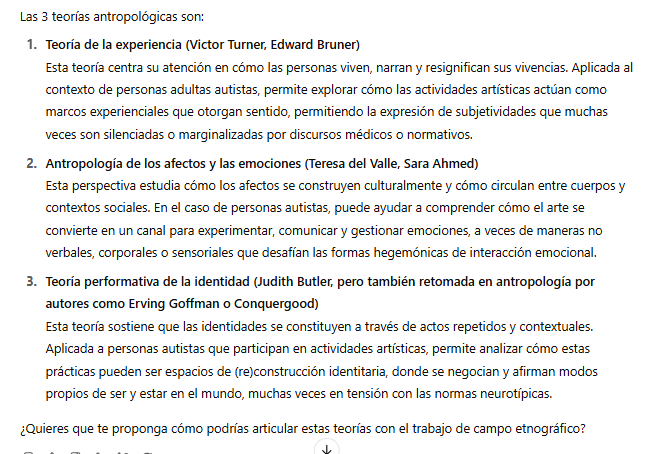 Las 3 teorías antropológicas son:
1. Teoría de la experiencia (Victor Turner, Edward Bruner)
Esta teoría centra su atención en cómo las personas viven, narran y resignifican sus vivencias. Aplicada al
contexto de personas adultas autistas, permite explorar cómo las actividades artísticas actúan como
marcos experienciales que otorgan sentido, permitiendo la expresión de subjetividades que muchas
veces son silenciadas o marginalizadas por discursos médicos o normativos.
2. Antropología de los afectos y las emociones (Teresa del Valle, Sara Ahmed)
Esta perspectiva estudia cómo los afectos se construyen culturalmente y cómo circulan entre cuerpos y
contextos sociales. En el caso de personas autistas, puede ayudar a comprender cómo el arte se
convierte en un canal para experimentar, comunicar y gestionar emociones, a veces de maneras no
verbales, corporales o sensoriales que desafían las formas hegemónicas de interacción emocional.
3. Teoría performativa de la identidad (Judith Butler, pero también retomada en antropología por
autores como Erving Goffman o Conquergood)
Esta teoría sostiene que las identidades se constituyen a través de actos repetidos y contextuales.
Aplicada a personas autistas que participan en actividades artísticas, permite analizar cómo estas
prácticas pueden ser espacios de (re)construcción identitaria, donde se negocian y afirman modos
propios de ser y estar en el mundo, muchas veces en tensión con las normas neurotípicas.
¿Quieres que te proponga cómo podrías articular estas teorías con el trabajo de campo etnográfico?